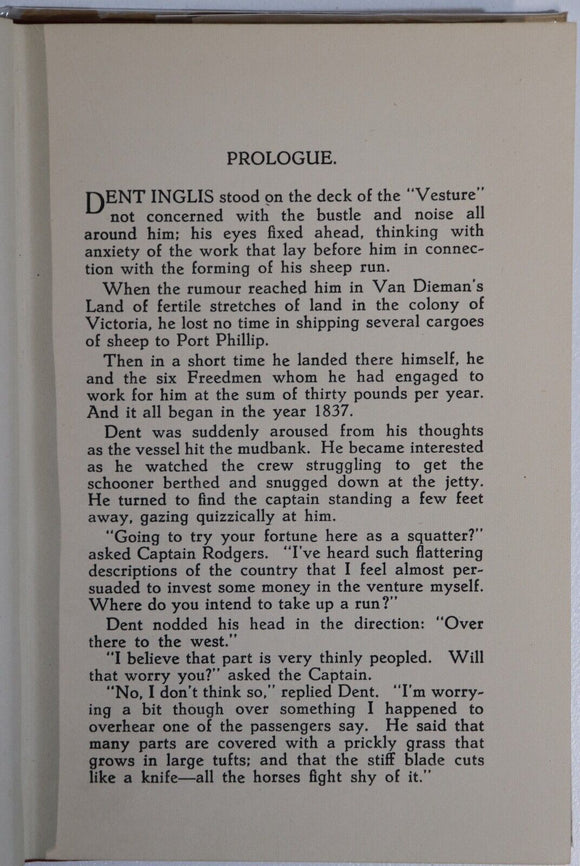 PROLOGUE.
DENT INGLIS stood on the deck of the "Vesture"
not concerned with the bustle and noise all
around him; his eyes fixed ahead, thinking with
anxiety of the work that lay before him in connec-
tion with the forming of his sheep run.
When the rumour reached him in Van Dieman's
Land of fertile stretches of land in the colony of
Victoria, he lost no time in shipping several cargoes
of sheep to Port Phillip.
Then in a short time he landed there himself, he
and the six Freedmen whom he had engaged to
work for him at the sum of thirty pounds per year.
And it all began in the year 1837.
Dent was suddenly aroused from his thoughts
as the vessel hit the mudbank. He became interested
as he watched the crew struggling to get the
schooner berthed and snugged down at the jetty.
He turned to find the captain standing a few feet
away, gazing quizzically at him.
"Going to try your fortune here as a squatter?"
asked Captain Rodgers. "I've heard such flattering
descriptions of the country that I feel almost per-
suaded to invest some money in the venture myself.
Where do you intend to take up a run?"
Dent nodded his head in the direction: "Over
there to the west."
"I believe that part is very thinly peopled. Will
that worry you?" asked the Captain.
"No, I don't think so," replied Dent. "I'm worry-
ing a bit though over something I happened to
overhear one of the passengers say. He said that
many parts are covered with a prickly grass that
grows in large tufts; and that the stiff blade cuts
like a knife—all the horses fight shy of it."